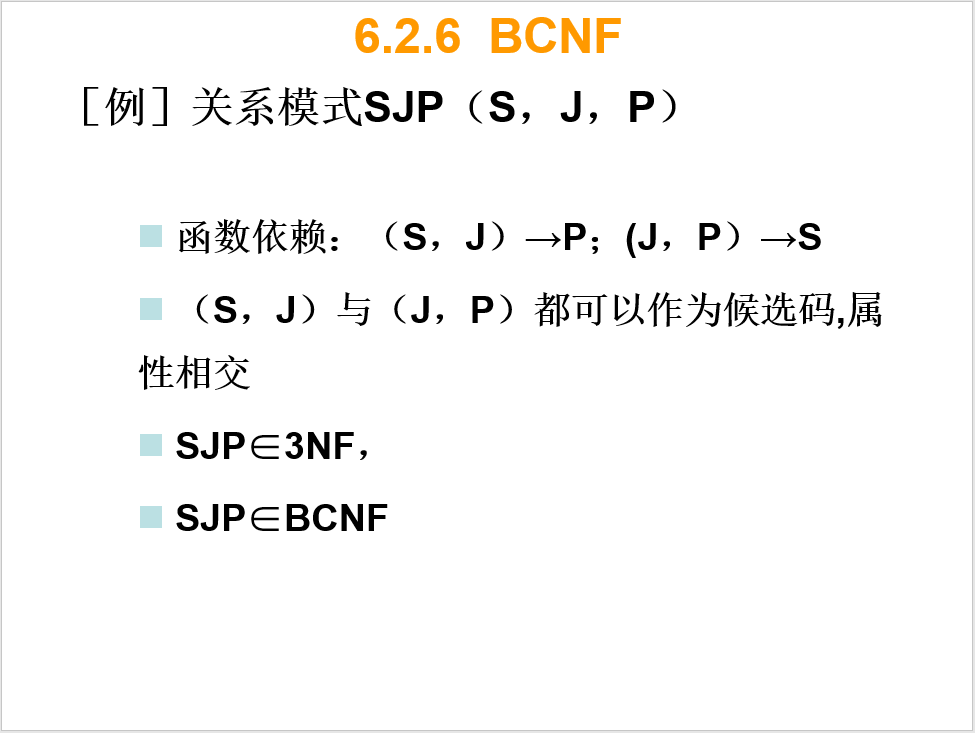 6.2.6 BCNF
［例］关系模式SJP（S，J，P）
函数依赖：（S，J）→P；(J，P）→S
（S，J）与（J，P）都可以作为候选码,属
性相交
SJP∈3NF，
SJP∈BCNF